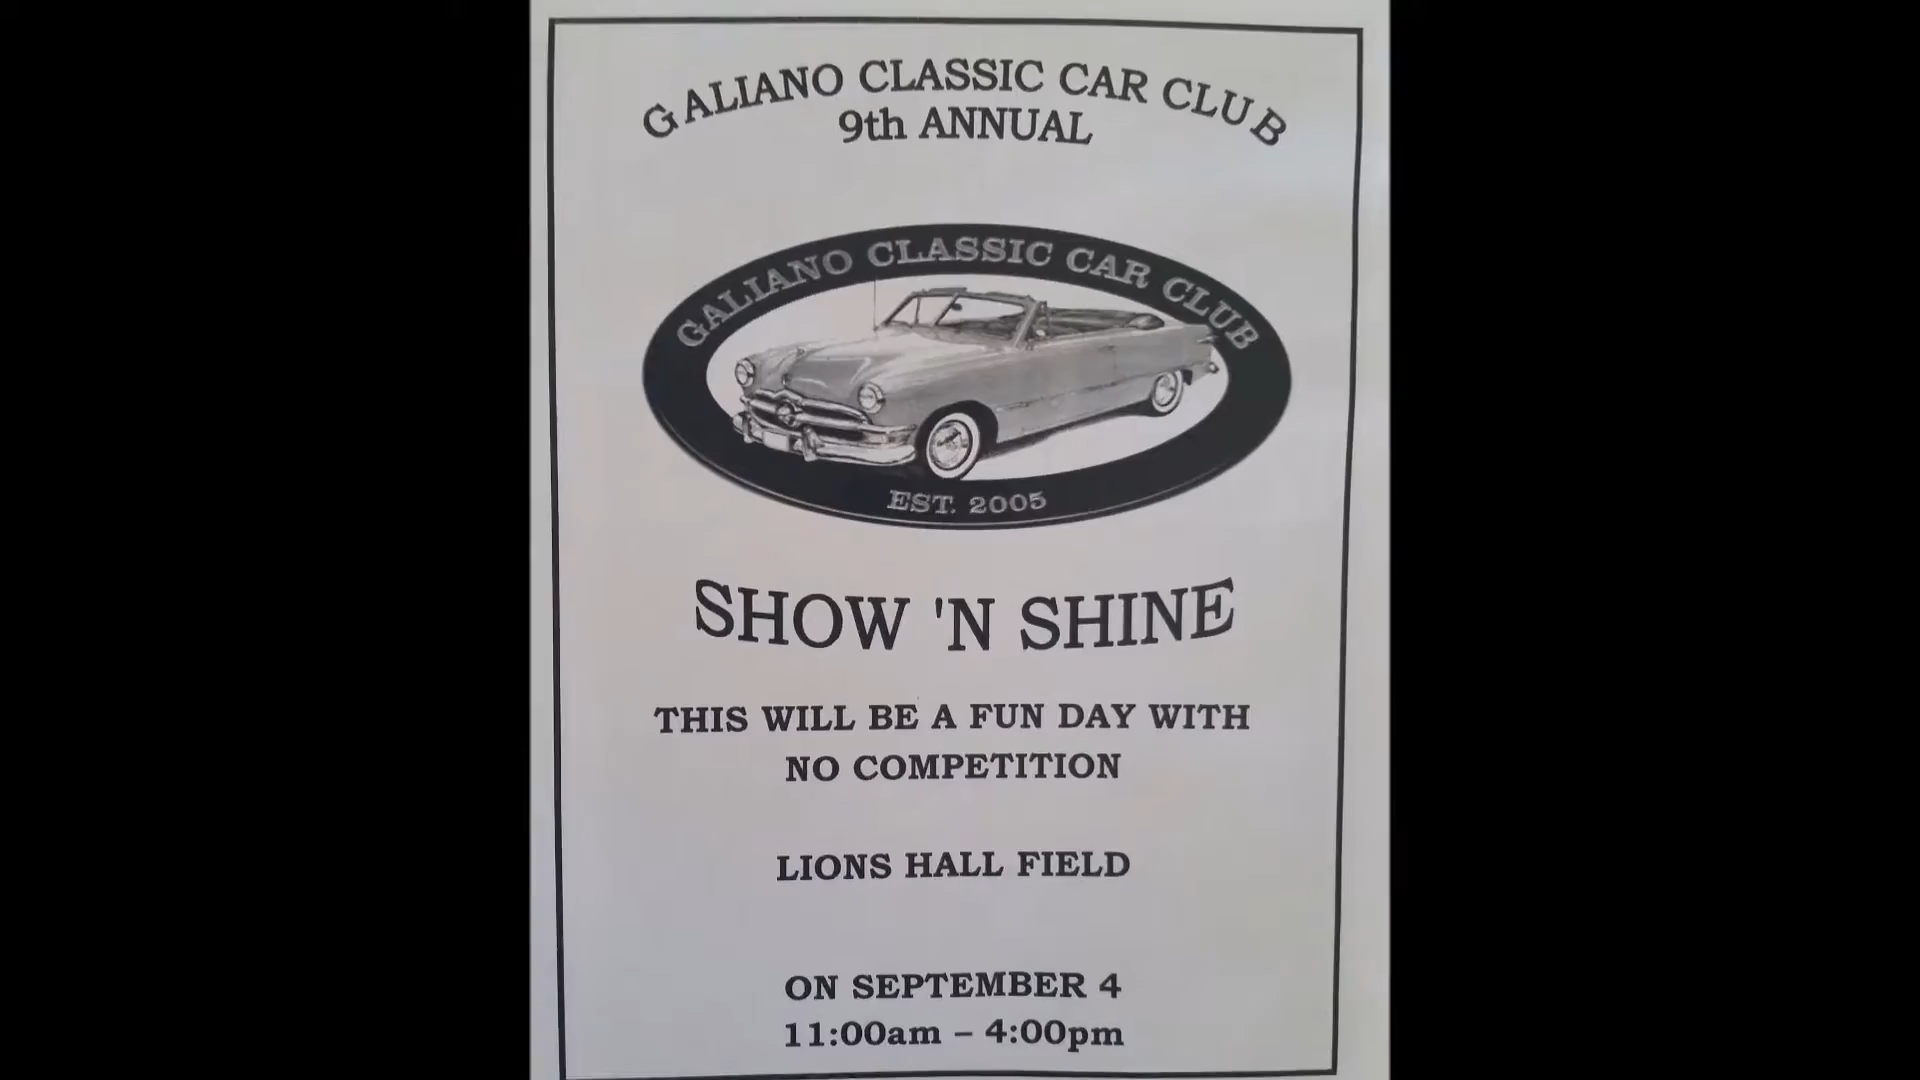 GALIANO CLASSIC CAR CLUB
9th ANNUAL
GALIANO CLASSIC CAR CLUB
EST. 2005
SHOW 'N SHINE
THIS WILL BE A FUN DAY WITH
NO COMPETITION
LIONS HALL FIELD
ON SEPTEMBER 4
11:00am – 4:00pm